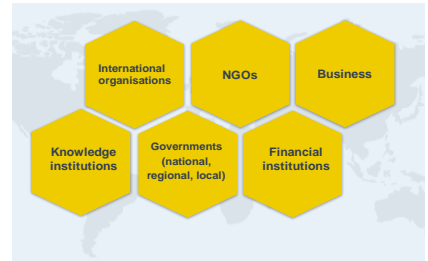 International
organisations
NGOs
Business
Knowledge
institutions
Governments
(national,
regional, local)
Financial
institutions